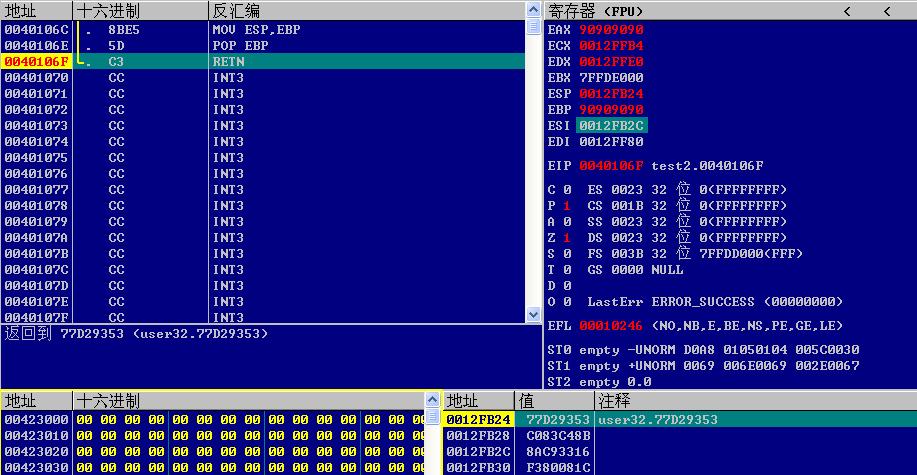 地址 十六进制 反汇编
0040106C . 8BE5 MOV ESP,EBP
0040106E . 5D POP EBP
0040106F . C3 RETN
00401070 CC INT3
00401071 CC INT3
00401072 CC INT3
00401073 CC INT3
00401074 CC INT3
00401075 CC INT3
00401076 CC INT3
00401077 CC INT3
00401078 CC INT3
00401079 CC INT3
0040107A CC INT3
0040107B CC INT3
0040107C CC INT3
0040107D CC INT3
0040107E CC INT3
0040107F CC INT3
返回到 77D29353 (user32.77D29353)
寄存器 (FPU) < <
EAX 90909090
ECX 0012FFB4
EDX 0012FFE0
EBX 7FFDE000
ESP 0012FB24
EBP 90909090
ESI 0012FB2C
EDI 0012FF80
EIP 0040106F test2.0040106F
C 0 ES 0023 32 位 0(FFFFFFFF)
P 1 CS 001B 32 位 0(FFFFFFFF)
A 0 SS 0023 32 位 0(FFFFFFFF)
Z 1 DS 0023 32 位 0(FFFFFFFF)
S 0 FS 003B 32 位 7FFDD000(FFF)
T 0 GS 0000 NULL
D 0
O 0 LastErr ERROR_SUCCESS (00000000)
EFL 00010246 (NO,NB,E,BE,NS,PE,GE,LE)
ST0 empty -UNORM D0A8 01050104 005C0030
ST1 empty +UNORM 0069 006E0069 002E0067
ST2 empty 0.0
地址 十六进制
00423000 00 00 00 00 00 00 00 00 00 00 00 00 00 00 00
00423010 00 00 00 00 00 00 00 00 00 00 00 00 00 00 00
00423020 00 00 00 00 00 00 00 00 00 00 00 00 00 00 00
00423030 00 00 00 00 00 00 00 00 00 00 00 00 00 00 00
地址 值 注释
0012FB24 77D29353 user32.77D29353
0012FB28 C083C48B
0012FB2C 8AC93316
0012FB30 F380081C